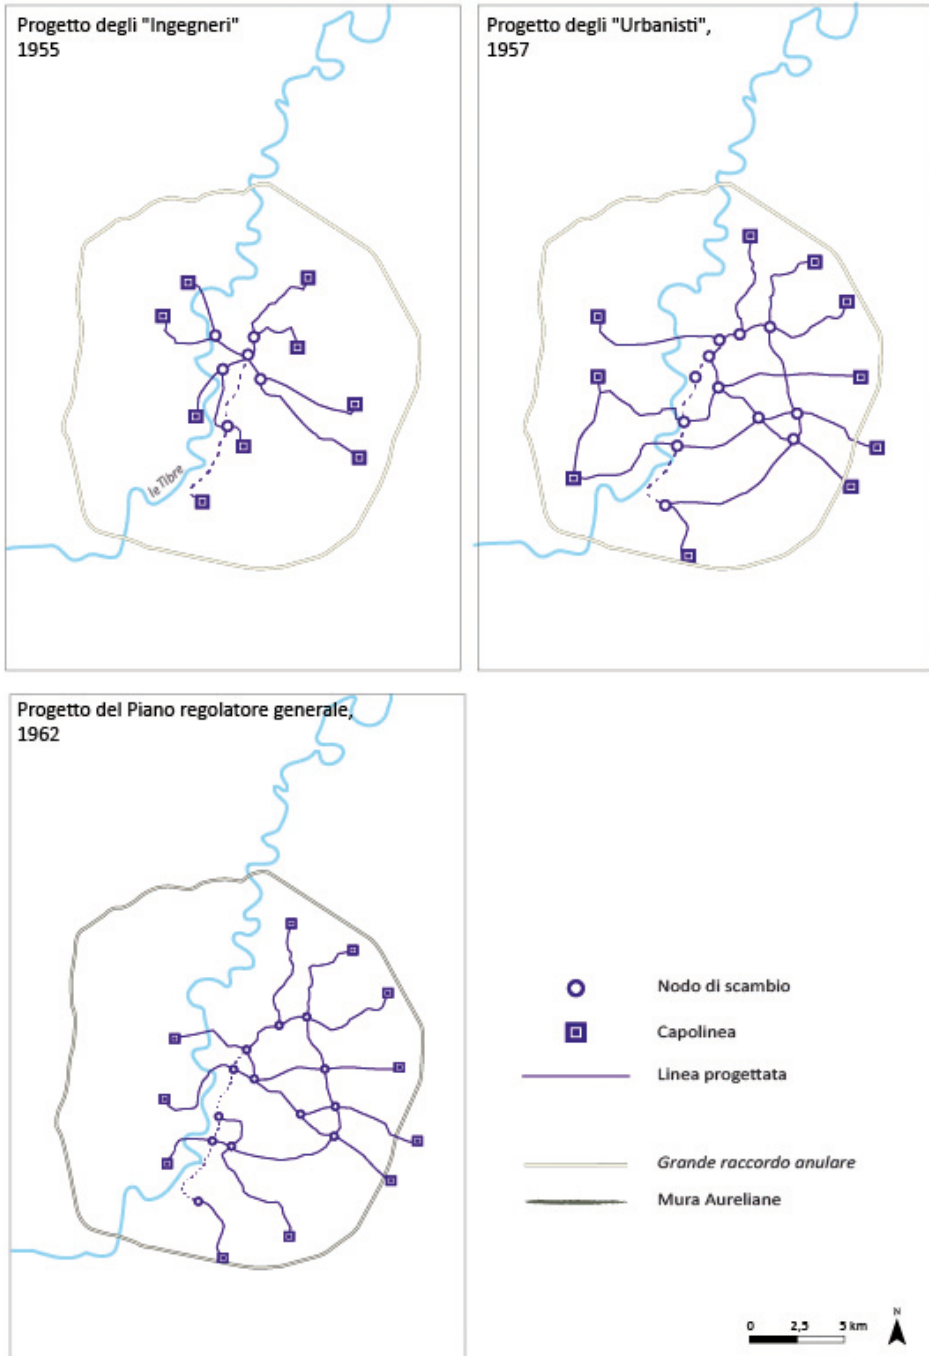 Progetto degli "Ingegneri"
1955
le Tibre
Progetto degli "Urbanisti",
1957
Progetto del Piano regolatore generale,
1962
Nodo di scambio
Capolinea
Linea progettata
Grande raccordo anulare
Mura Aureliane
0 2,5 5 km
N